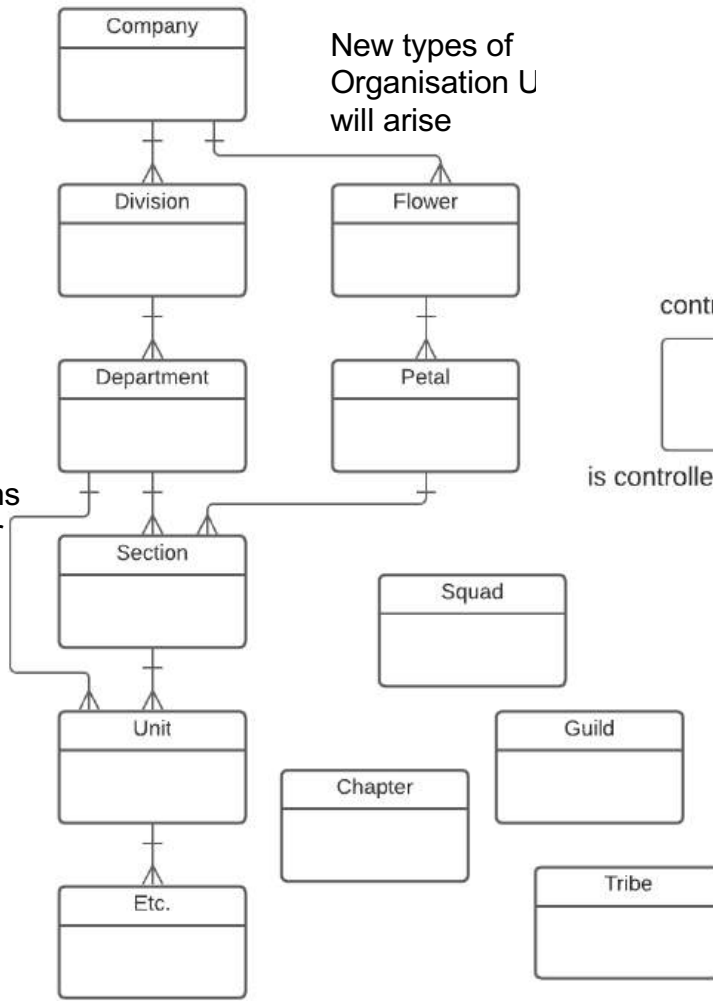 Company
New types of
Organisation U
will arise
Division
Flower
contr
Department
Petal
is controlle
ns
Section
Squad
Unit
Guild
Chapter
Tribe
Etc.